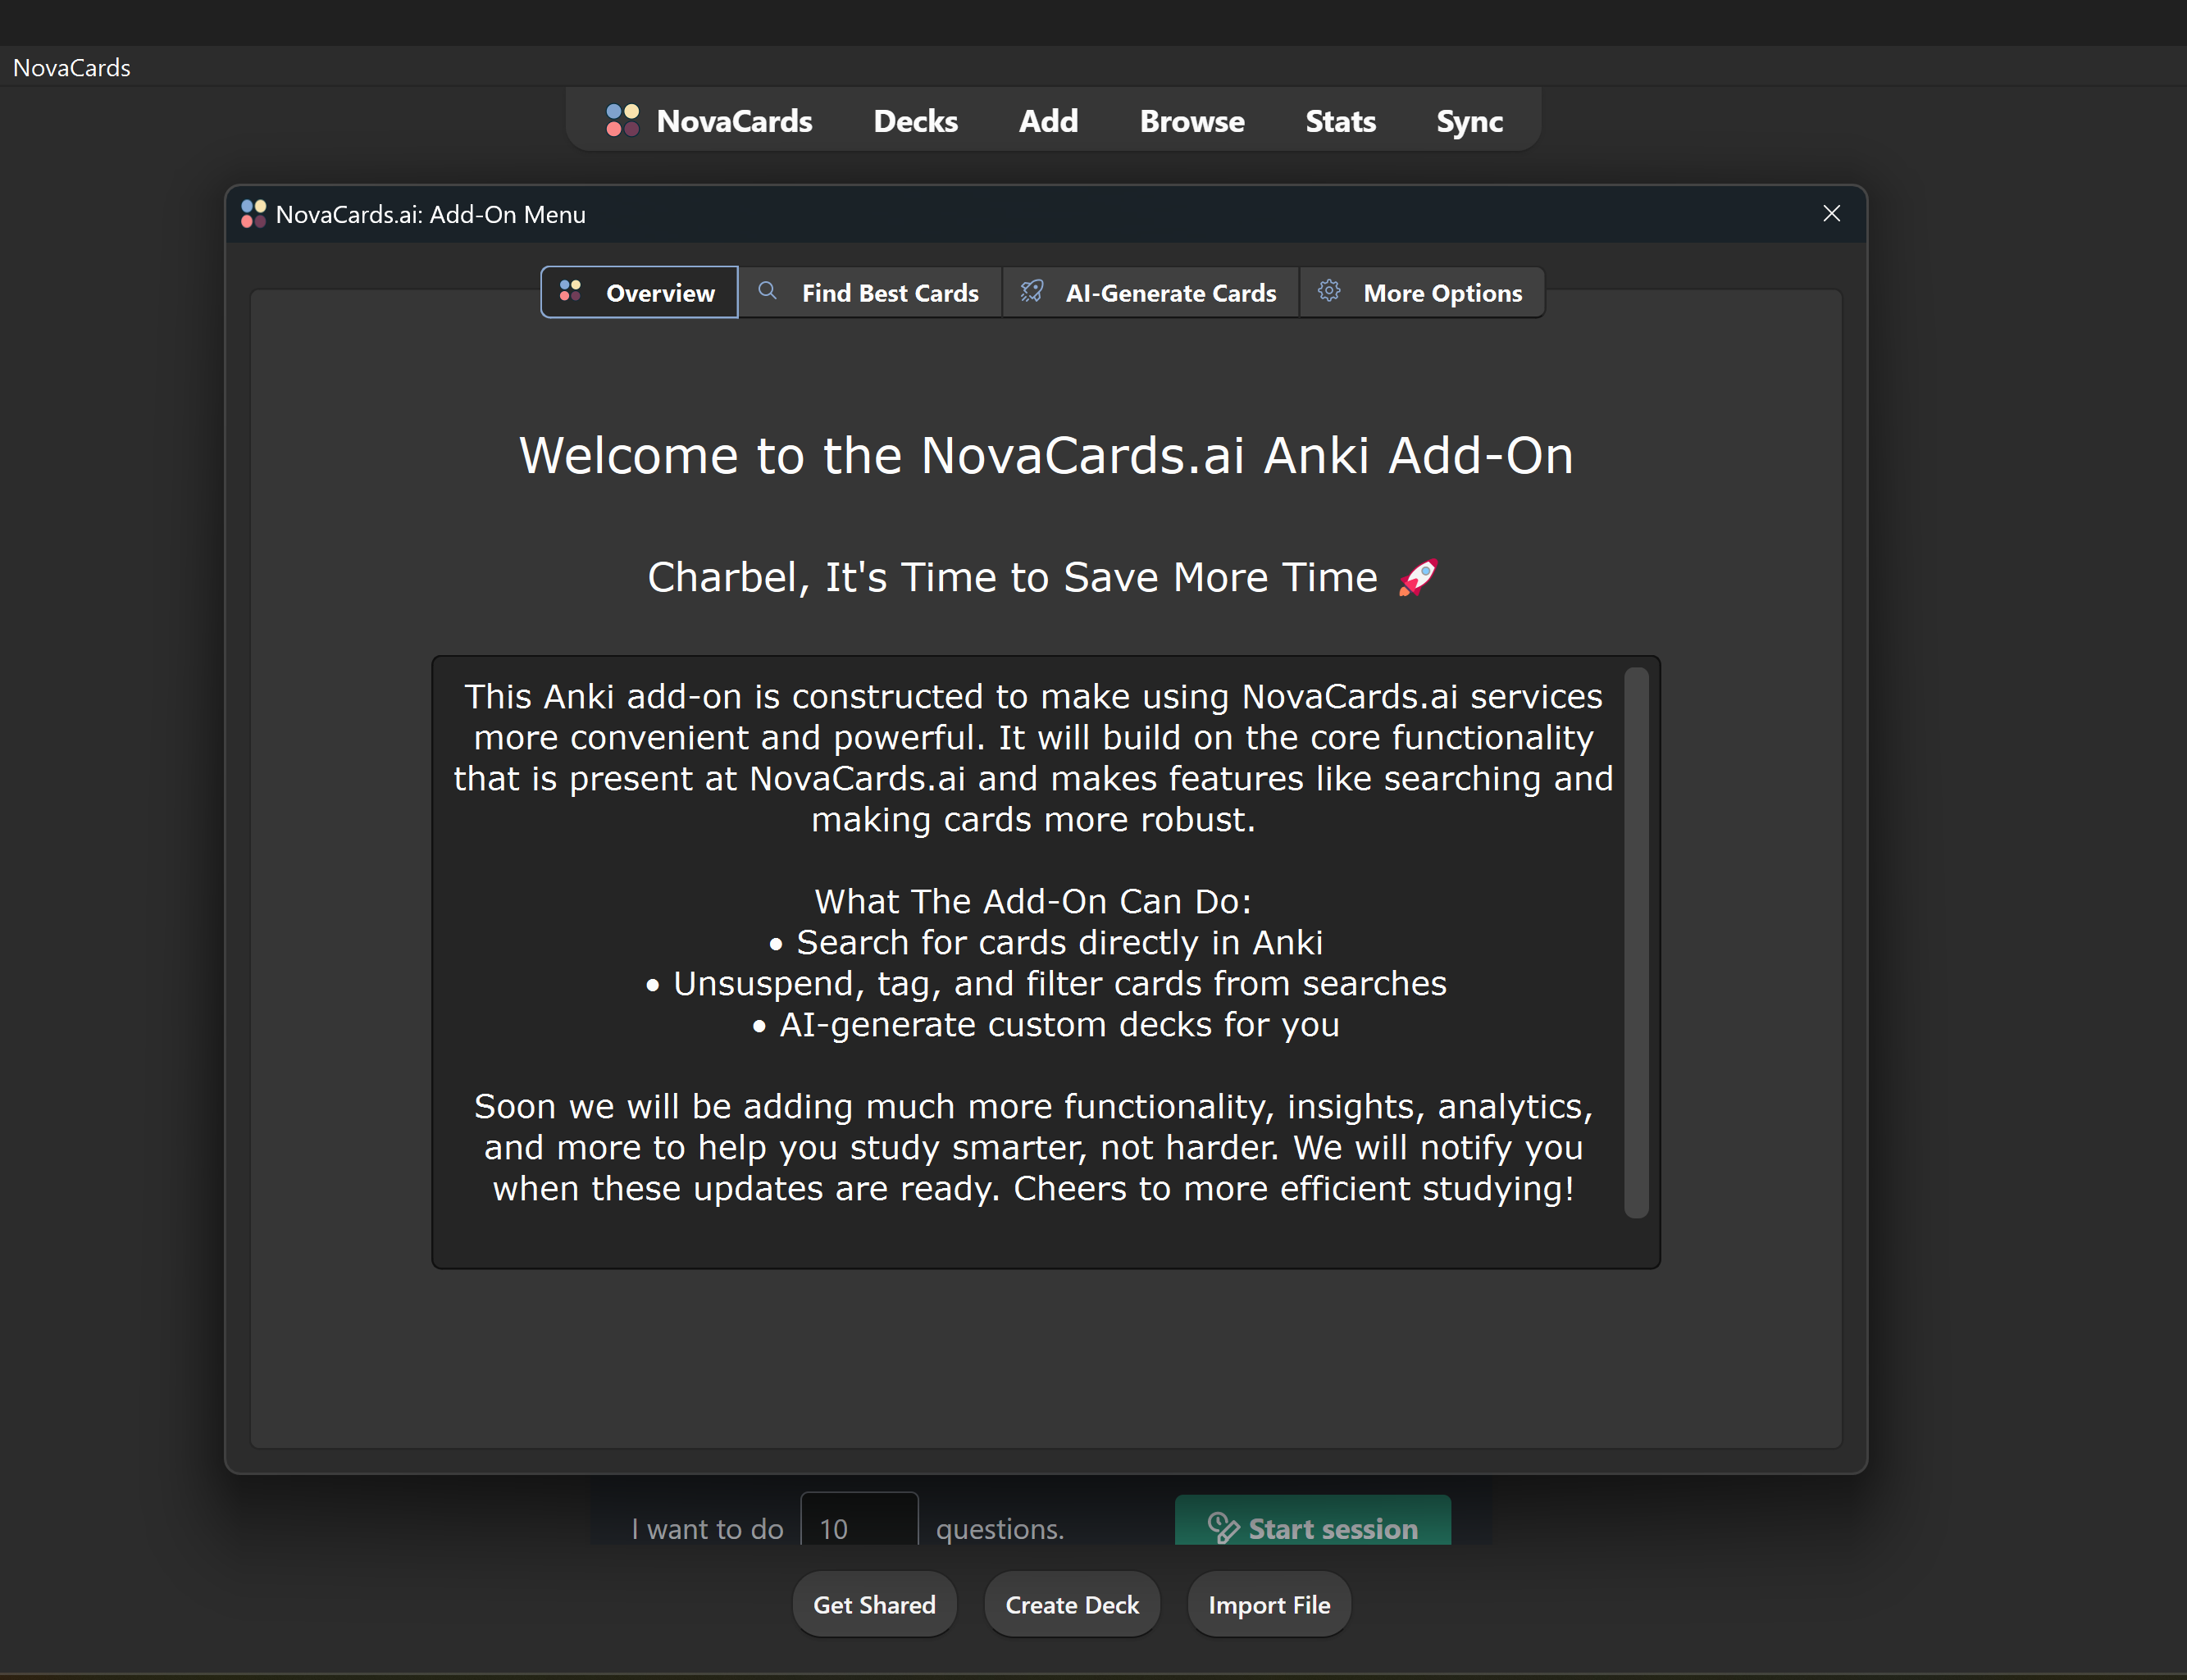 NovaCards
NovaCards Decks Add Browse Stats Sync
NovaCards.ai: Add-On Menu
Overview Find Best Cards AI-Generate Cards More Options
Welcome to the NovaCards.ai Anki Add-On
Charbel, It's Time to Save More Time 🚀
This Anki add-on is constructed to make using NovaCards.ai services
more convenient and powerful. It will build on the core functionality
that is present at NovaCards.ai and makes features like searching and
making cards more robust.
What The Add-On Can Do:
• Search for cards directly in Anki
• Unsuspend, tag, and filter cards from searches
• AI-generate custom decks for you
Soon we will be adding much more functionality, insights, analytics,
and more to help you study smarter, not harder. We will notify you
when these updates are ready. Cheers to more efficient studying!
I want to do 10 questions. Start session
Get Shared Create Deck Import File